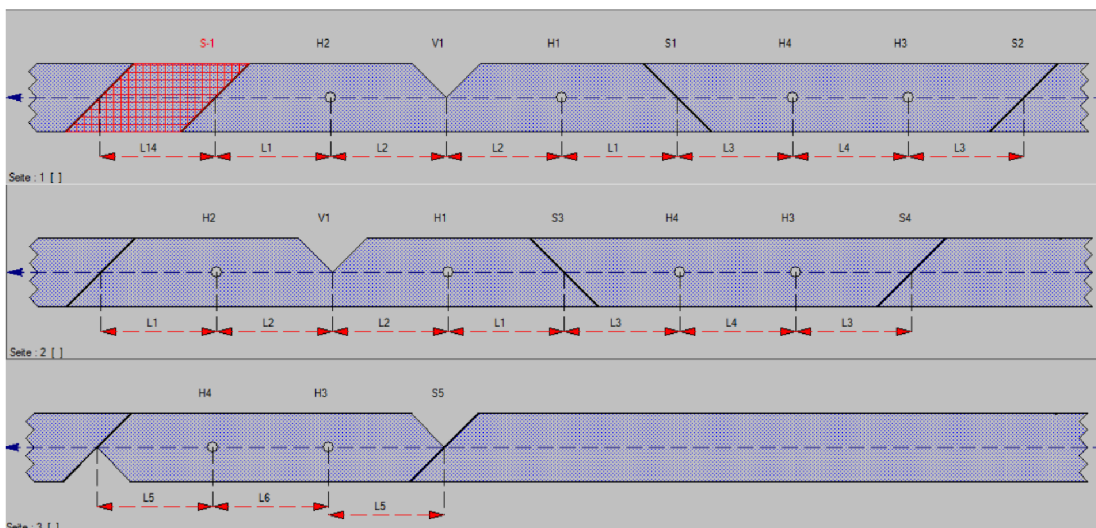 S-1 H2 V1 H1 S1 H4 H3 S2
L14 L1 L2 L2 L1 L3 L4 L3
Seite : 1 [ ]
H2 V1 H1 S3 H4 H3 S4
L1 L2 L2 L1 L3 L4 L3
Seite : 2 [ ]
H4 H3 S5
L5 L6 L5
Seite : 3 [ ]